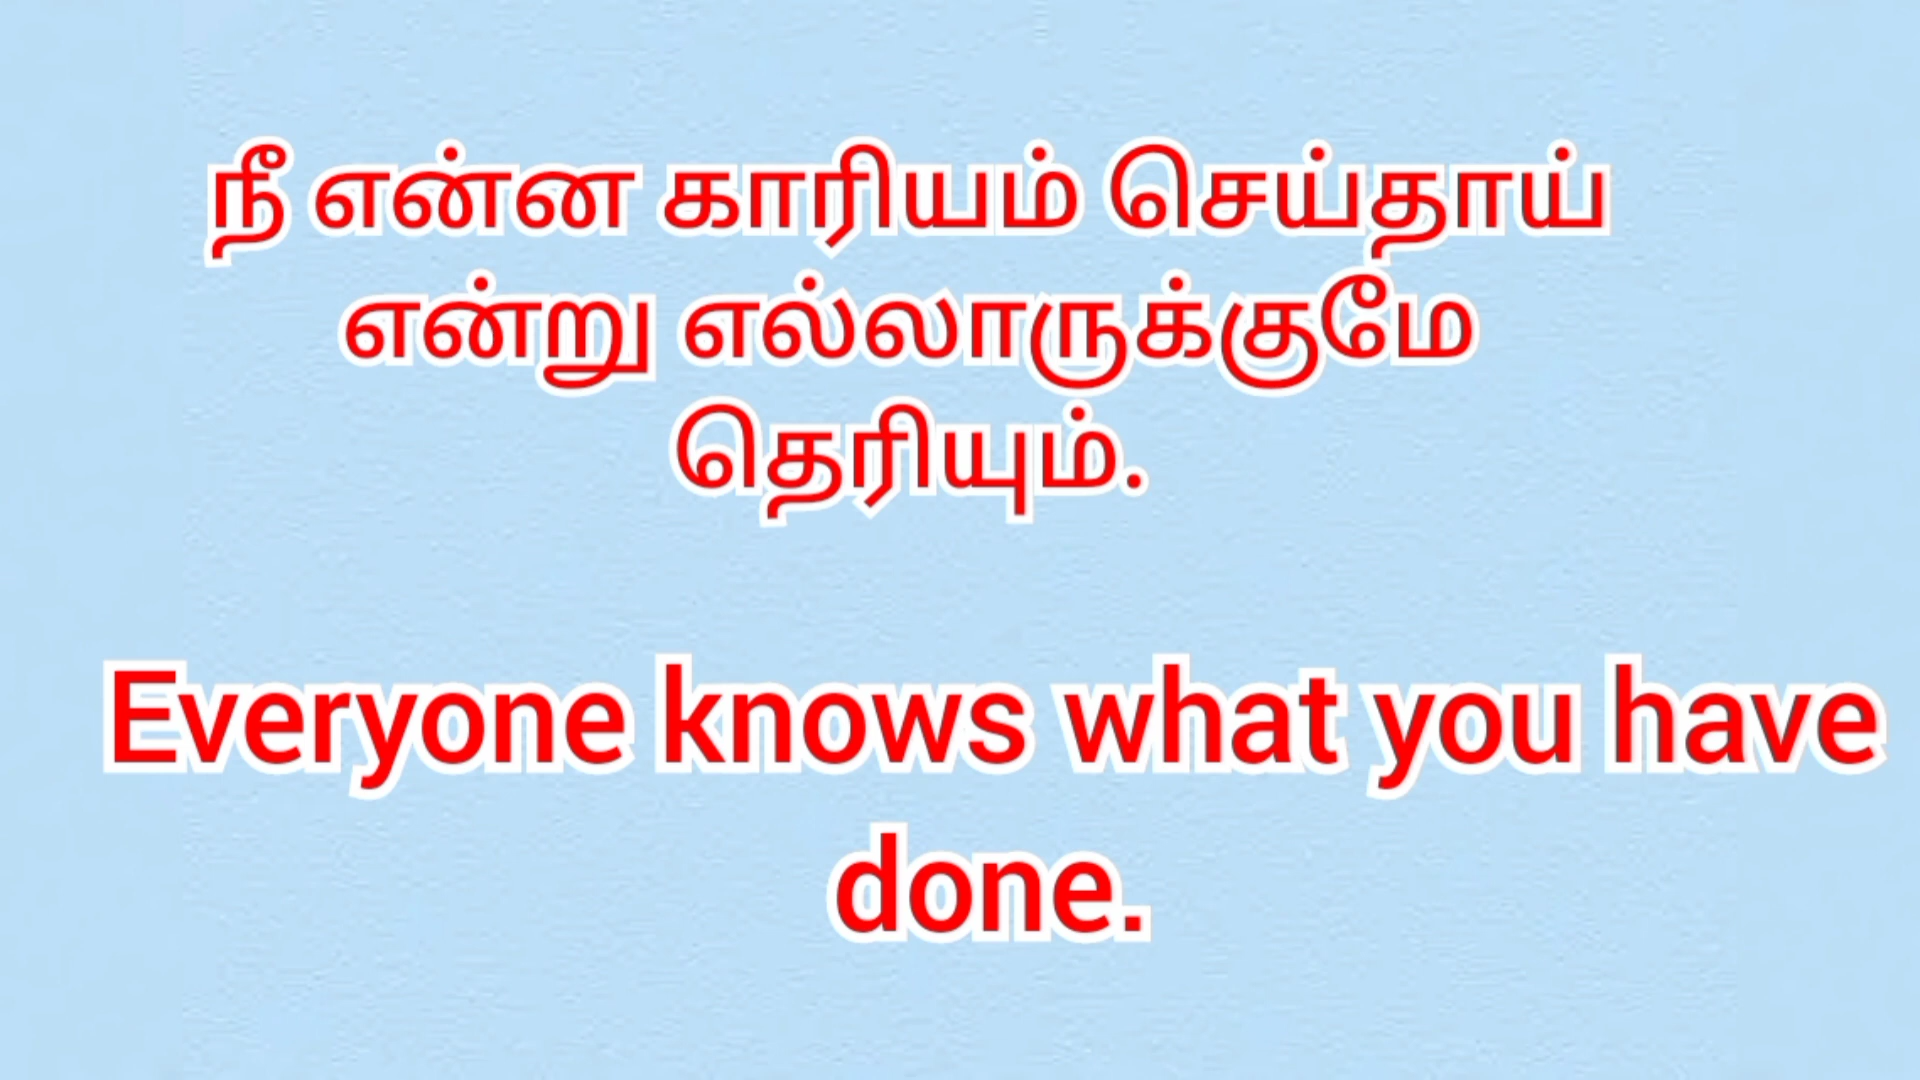 நீ என்ன காரியம் செய்தாய்
என்று எல்லாருக்குமே
தெரியும்.
Everyone knows what you have
done.